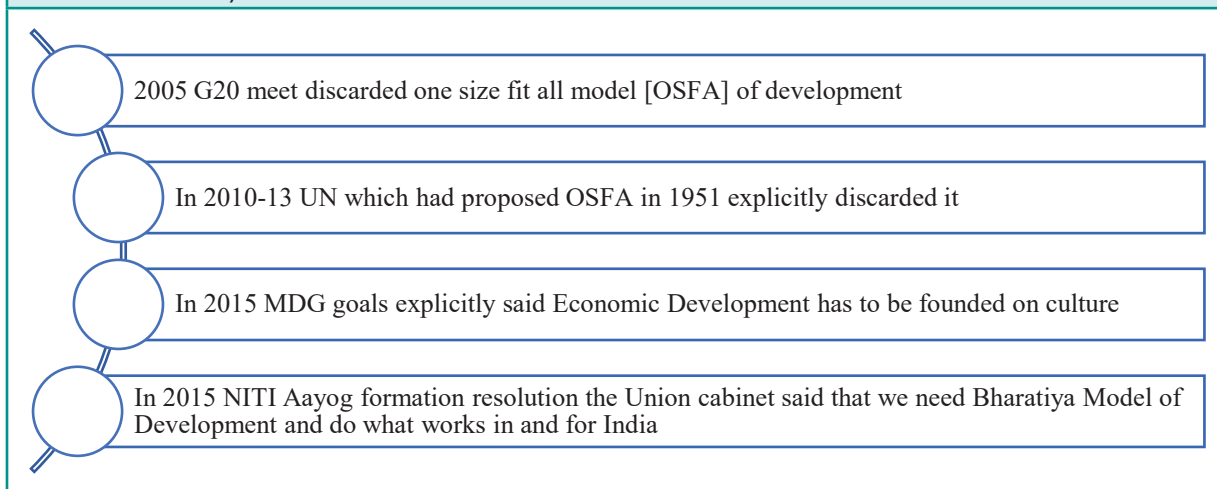 2005 G20 meet discarded one size fit all model [OSFA] of development
In 2010-13 UN which had proposed OSFA in 1951 explicitly discarded it
In 2015 MDG goals explicitly said Economic Development has to be founded on culture
In 2015 NITI Aayog formation resolution the Union cabinet said that we need Bharatiya Model of
Development and do what works in and for India